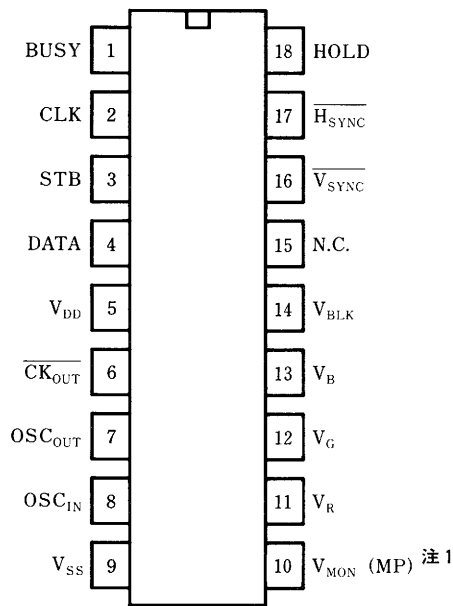 BUSY 1 18 HOLD
CLK 2 17 H̅S̅Y̅N̅C̅
STB 3 16 V̅S̅Y̅N̅C̅
DATA 4 15 N.C.
VDD 5 14 VBLK
C̅K̅O̅U̅T̅ 6 13 VB
OSCOUT 7 12 VG
OSCIN 8 11 VR
VSS 9 10 VMON (MP) 注1